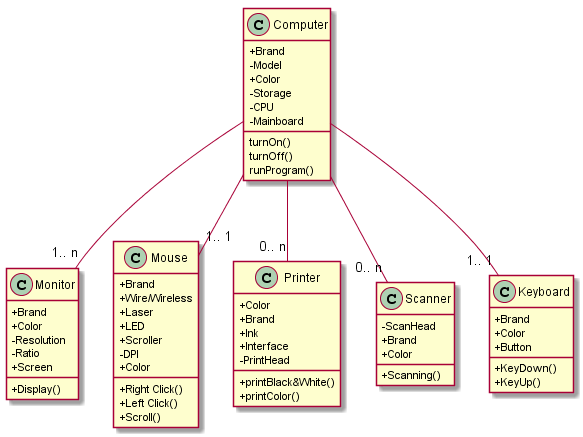 C Computer
+Brand
-Model
+Color
-Storage
-CPU
-Mainboard
turnOn()
turnOff()
runProgram()
1.. n
1.. 1
0.. n
0.. n
1.. 1
C Monitor
+Brand
+Color
-Resolution
-Ratio
+Screen
+Display()
C Mouse
+Brand
+Wire/Wireless
+Laser
+LED
+Scroller
-DPI
+Color
+Right Click()
+Left Click()
+Scroll()
C Printer
+Color
+Brand
+Ink
+Interface
-PrintHead
+printBlack&White()
+printColor()
C Scanner
-ScanHead
+Brand
+Color
+Scanning()
C Keyboard
+Brand
+Color
+Button
+KeyDown()
+KeyUp()